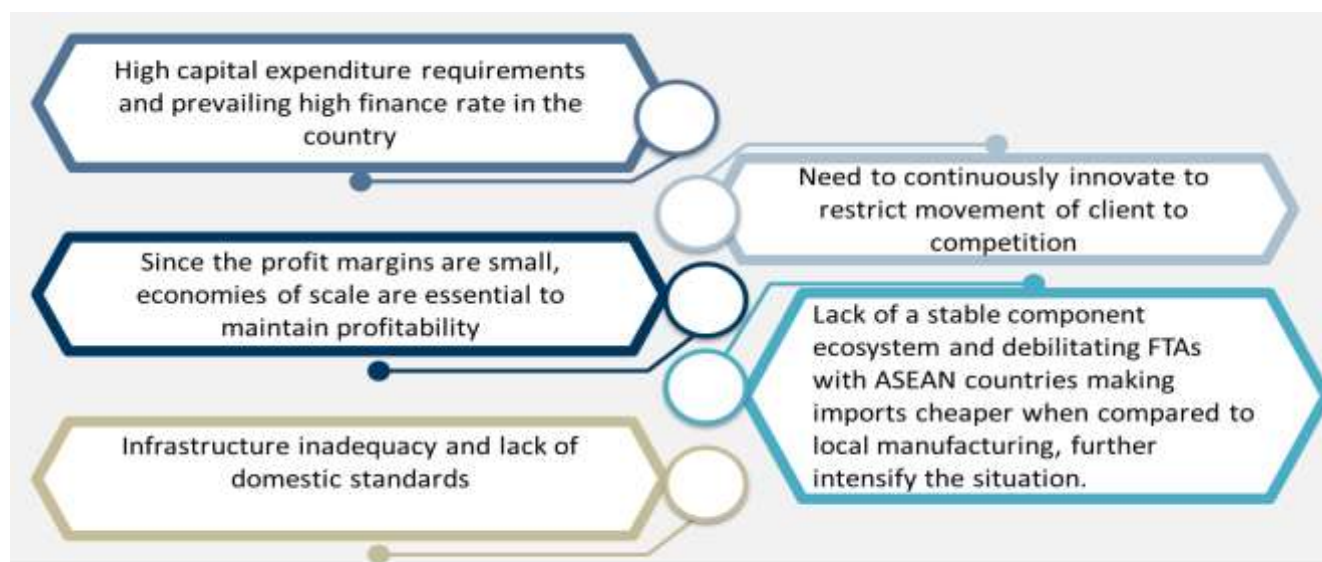 High capital expenditure requirements
and prevailing high finance rate in the
country
Need to continuously innovate to
restrict movement of client to
competition
Since the profit margins are small,
economies of scale are essential to
maintain profitability
Lack of a stable component
ecosystem and debilitating FTAs
with ASEAN countries making
imports cheaper when compared to
local manufacturing, further
intensify the situation.
Infrastructure inadequacy and lack of
domestic standards